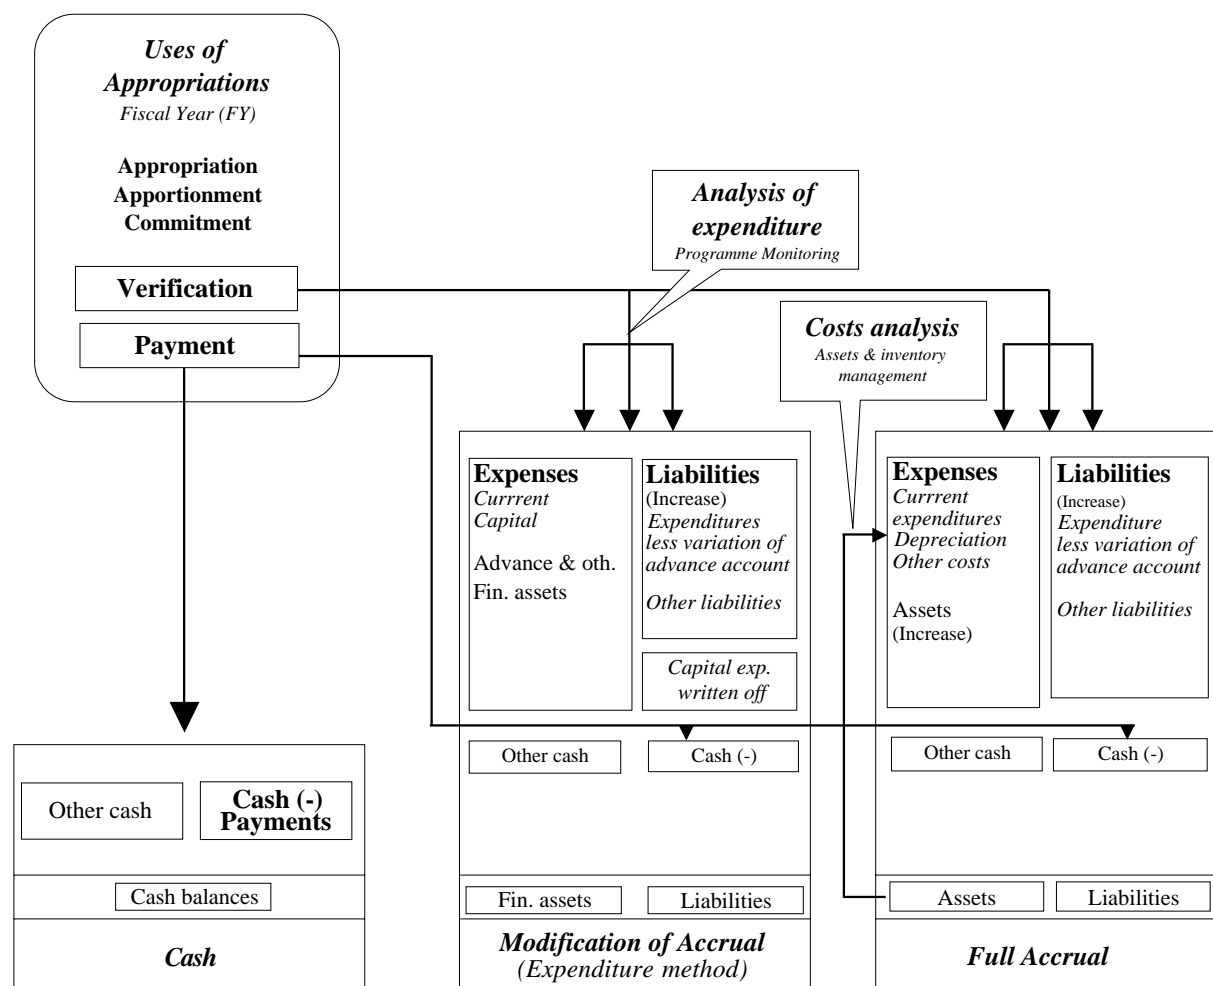 Uses of
Appropriations
Fiscal Year (FY)
Appropriation
Apportionment
Commitment
Verification
Payment
Analysis of
expenditure
Programme Monitoring
Costs analysis
Assets & inventory
management
Other cash
Cash (-)
Payments
Cash balances
Cash
Expenses
Currrent
Capital
Advance & oth.
Fin. assets
Liabilities
(Increase)
Expenditures
less variation of
advance account
Other liabilities
Capital exp.
written off
Other cash
Cash (-)
Fin. assets
Liabilities
Modification of Accrual
(Expenditure method)
Expenses
Currrent
expenditures
Depreciation
Other costs
Assets
(Increase)
Liabilities
(Increase)
Expenditure
less variation of
advance account
Other liabilities
Other cash
Cash (-)
Assets
Liabilities
Full Accrual